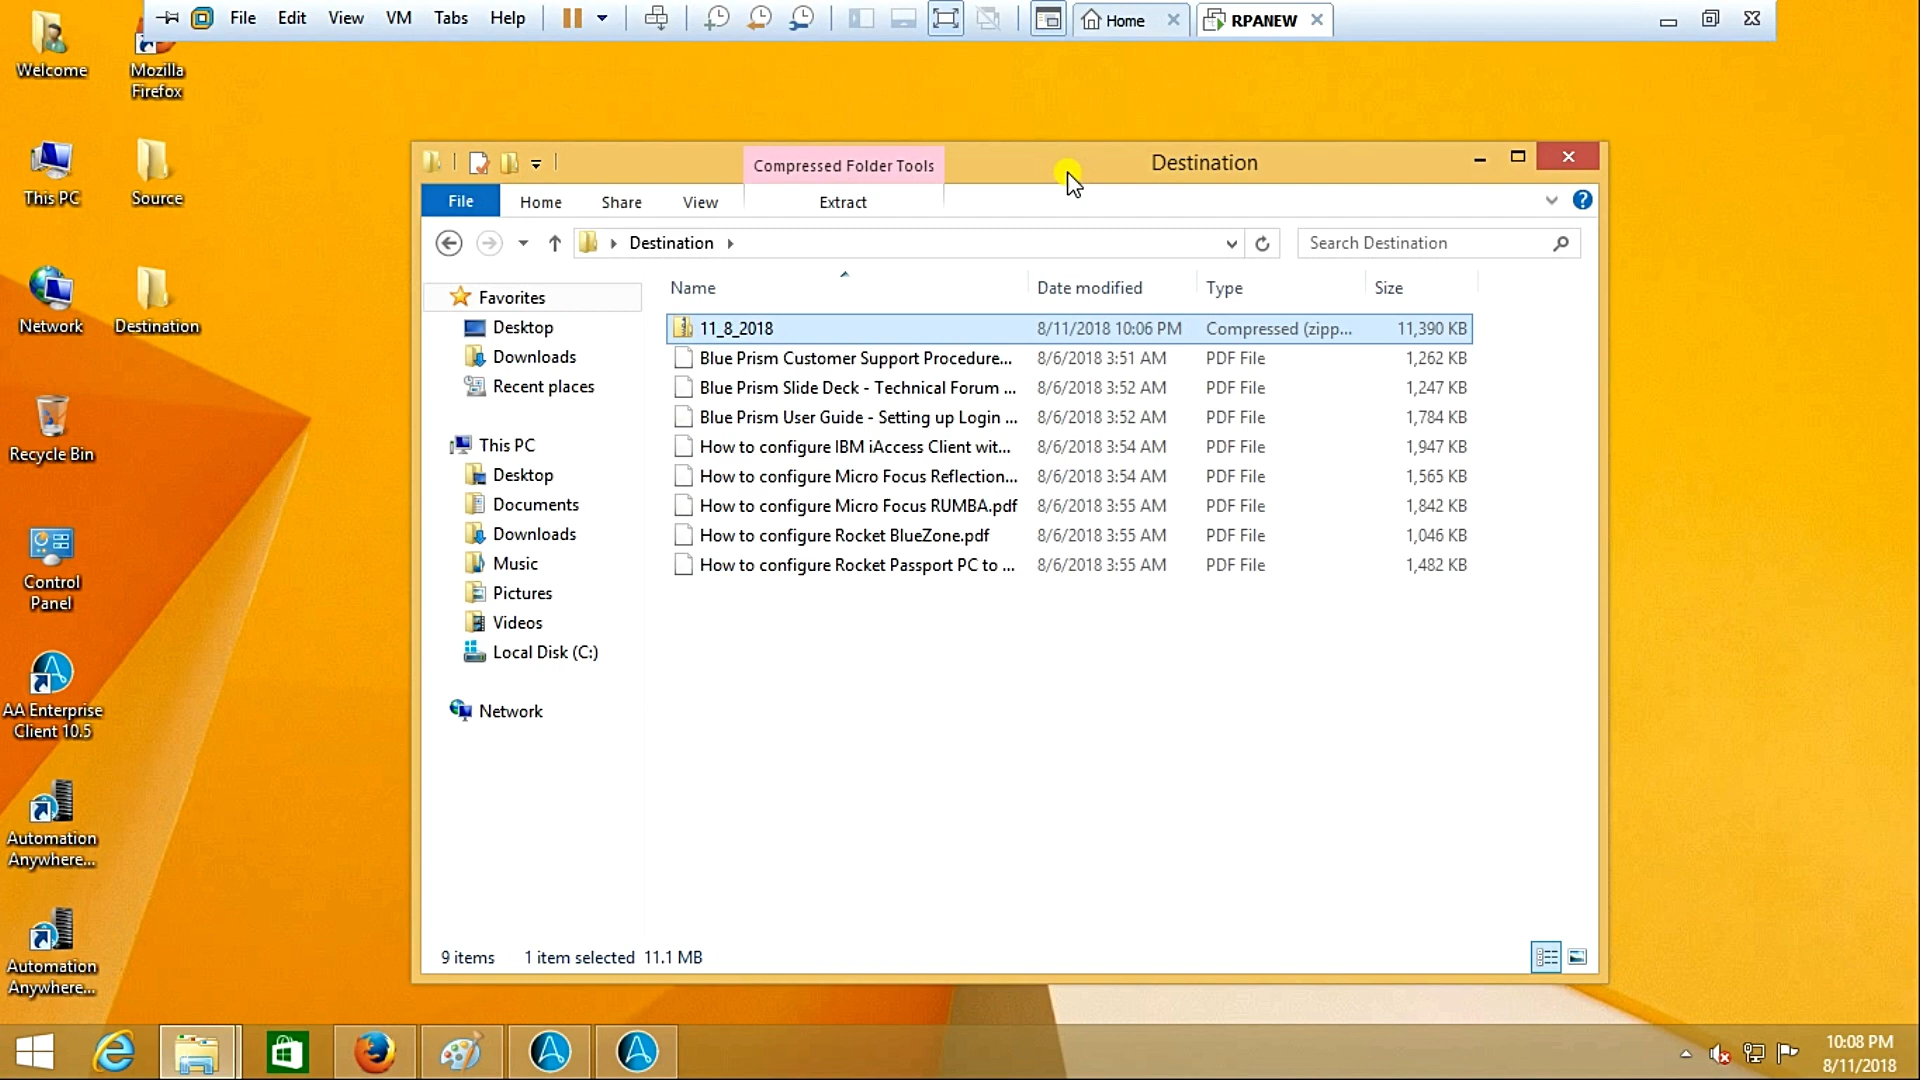 File Edit View VM Tabs Help Home RPANEW
Welcome
Mozilla
Firefox
This PC
Source
Network
Destination
Recycle Bin
Control
Panel
AA Enterprise
Client 10.5
Automation
Anywhere...
Automation
Anywhere...
Compressed Folder Tools
Destination
File Home Share View Extract
Destination
Search Destination
Favorites
Desktop
Downloads
Recent places
This PC
Desktop
Documents
Downloads
Music
Pictures
Videos
Local Disk (C:)
Network
Name Date modified Type Size
11_8_2018 8/11/2018 10:06 PM Compressed (zipp... 11,390 KB
Blue Prism Customer Support Procedure... 8/6/2018 3:51 AM PDF File 1,262 KB
Blue Prism Slide Deck - Technical Forum ... 8/6/2018 3:52 AM PDF File 1,247 KB
Blue Prism User Guide - Setting up Login ... 8/6/2018 3:52 AM PDF File 1,784 KB
How to configure IBM iAccess Client wit... 8/6/2018 3:54 AM PDF File 1,947 KB
How to configure Micro Focus Reflection... 8/6/2018 3:54 AM PDF File 1,565 KB
How to configure Micro Focus RUMBA.pdf 8/6/2018 3:55 AM PDF File 1,842 KB
How to configure Rocket BlueZone.pdf 8/6/2018 3:55 AM PDF File 1,046 KB
How to configure Rocket Passport PC to ... 8/6/2018 3:55 AM PDF File 1,482 KB
9 items 1 item selected 11.1 MB
10:08 PM
8/11/2018